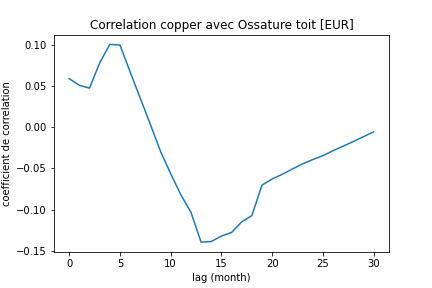 Correlation copper avec Ossature toit [EUR]
0.10
0.05
0.00
−0.05
−0.10
−0.15
coefficient de correlation
0 5 10 15 20 25 30
lag (month)